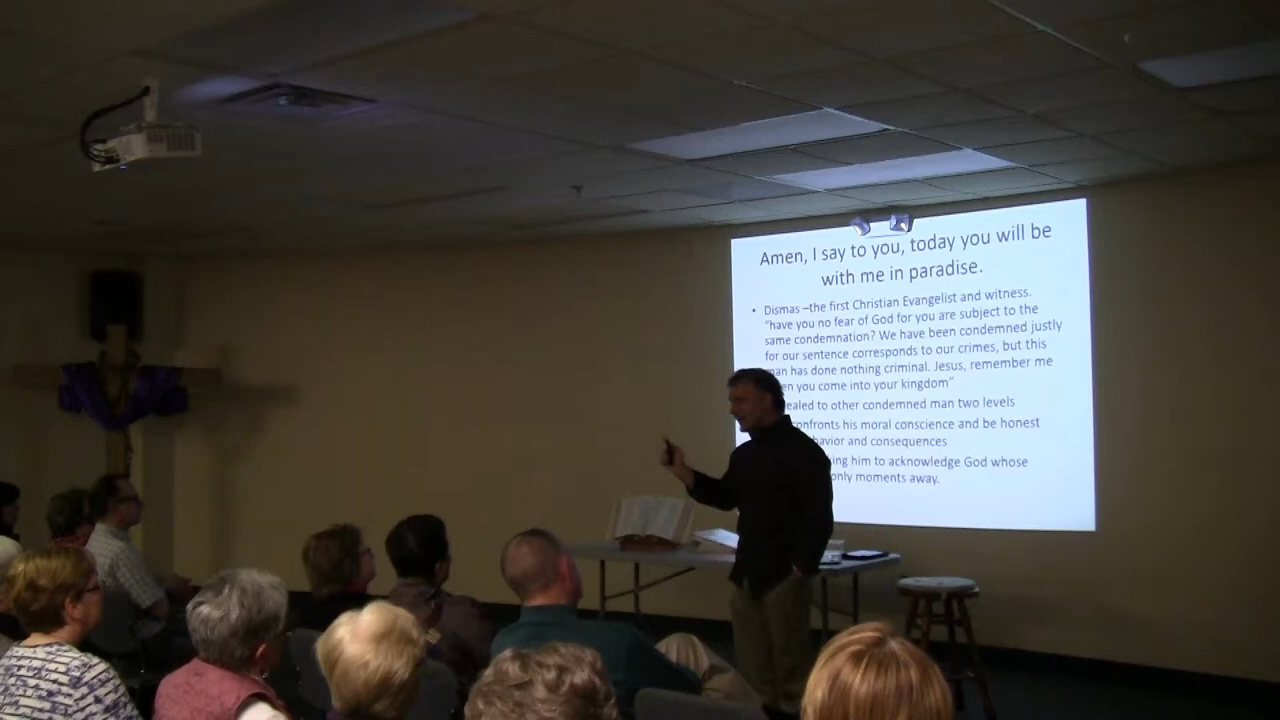 Amen, I say to you, today you will be
with me in paradise.
• Dismas –the first Christian Evangelist and witness.
"have you no fear of God for you are subject to the
same condemnation? We have been condemned justly
for our sentence corresponds to our crimes, but this
man has done nothing criminal. Jesus, remember me
en you come into your kingdom"
ealed to other condemned man two levels
confronts his moral conscience and be honest
havior and consequences
ing him to acknowledge God whose
only moments away.